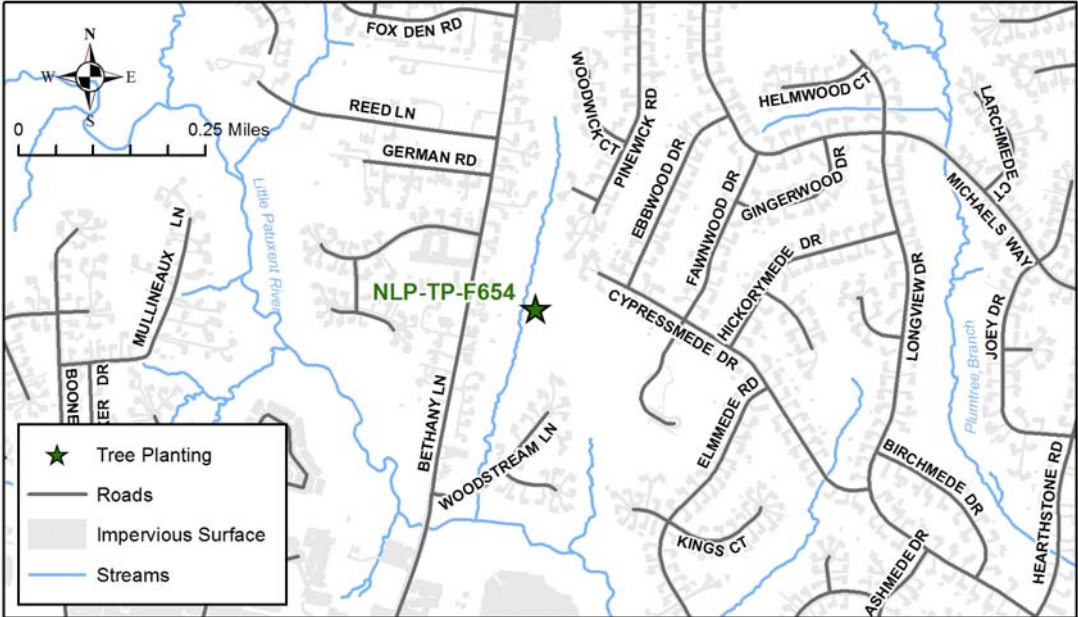 FOX DEN RD
N
W
E
S
0
0.25 Miles
REED LN
GERMAN RD
WOODWICK CT
PINEWICK RD
HELMWOOD CT
LARCHMEDE CT
EBBWOOD DR
FAWNWOOD DR
GINGERWOOD DR
MICHAELS WAY
Little Patuxent River
MULLINEAUX LN
NLP-TP-F654
CYPRESSMEDE DR
HICKORYMEDE DR
LONGVIEW DR
JOEY DR
Plumtree Branch
BOONE
KER DR
BETHANY LN
WOODSTREAM LN
ELMMEDE RD
BIRCHMEDE DR
HEARTHSTONE RD
KINGS CT
ASHMEDE DR
Tree Planting
Roads
Impervious Surface
Streams